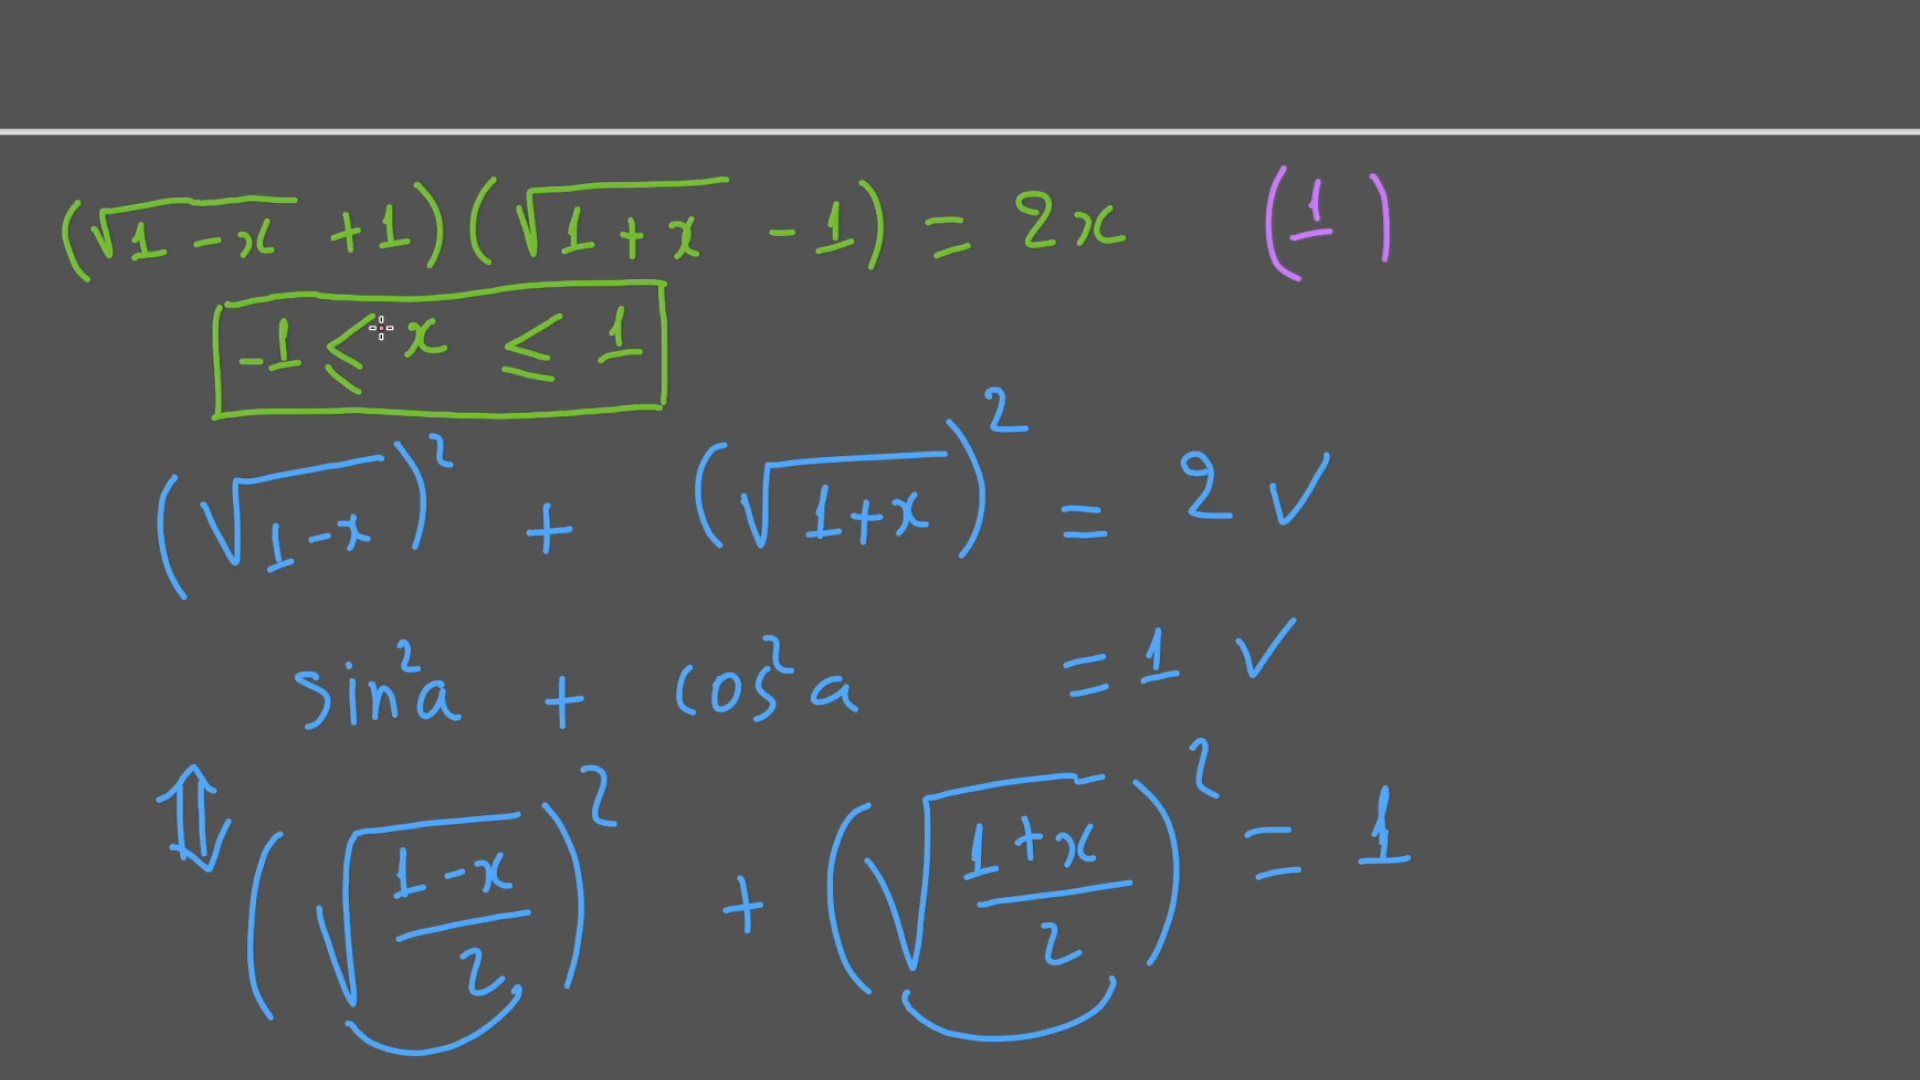 (√(1-x) + 1)(√(1+x) - 1) = 2x (1)
-1 ≤ x ≤ 1
(√(1-x))² + (√(1+x))² = 2 ✓
sin²a + cos²a = 1 ✓
⇕ (√((1-x)/2))² + (√((1+x)/2))² = 1